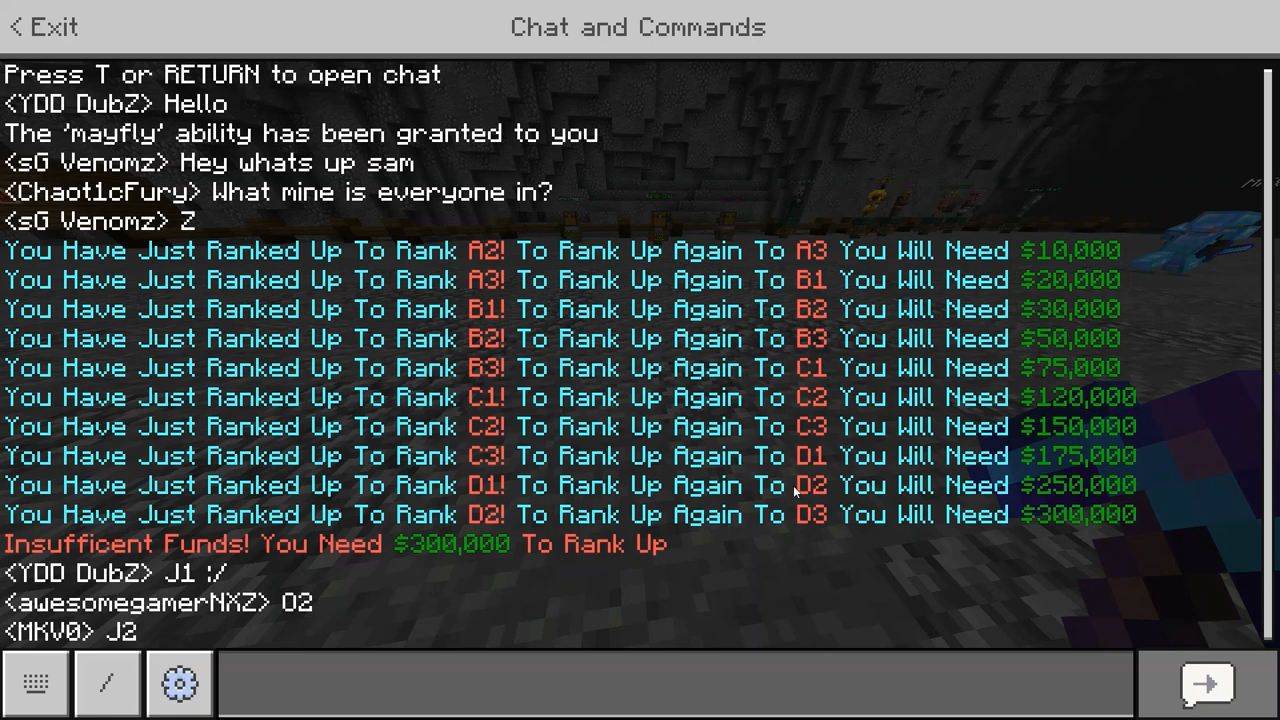 < Exit
Chat and Commands
Press T or RETURN to open chat
<YDD DubZ> Hello
The 'mayfly' ability has been granted to you
<sG Venomz> Hey whats up sam
<Chaot1cFury> What mine is everyone in?
<sG Venomz> Z
You Have Just Ranked Up To Rank A2! To Rank Up Again To A3 You Will Need $10,000
You Have Just Ranked Up To Rank A3! To Rank Up Again To B1 You Will Need $20,000
You Have Just Ranked Up To Rank B1! To Rank Up Again To B2 You Will Need $30,000
You Have Just Ranked Up To Rank B2! To Rank Up Again To B3 You Will Need $50,000
You Have Just Ranked Up To Rank B3! To Rank Up Again To C1 You Will Need $75,000
You Have Just Ranked Up To Rank C1! To Rank Up Again To C2 You Will Need $120,000
You Have Just Ranked Up To Rank C2! To Rank Up Again To C3 You Will Need $150,000
You Have Just Ranked Up To Rank C3! To Rank Up Again To D1 You Will Need $175,000
You Have Just Ranked Up To Rank D1! To Rank Up Again To D2 You Will Need $250,000
You Have Just Ranked Up To Rank D2! To Rank Up Again To D3 You Will Need $300,000
Insufficent Funds! You Need $300,000 To Rank Up
<YDD DubZ> J1 :/
<awesomegamerNXZ> O2
<MKV0> J2
/